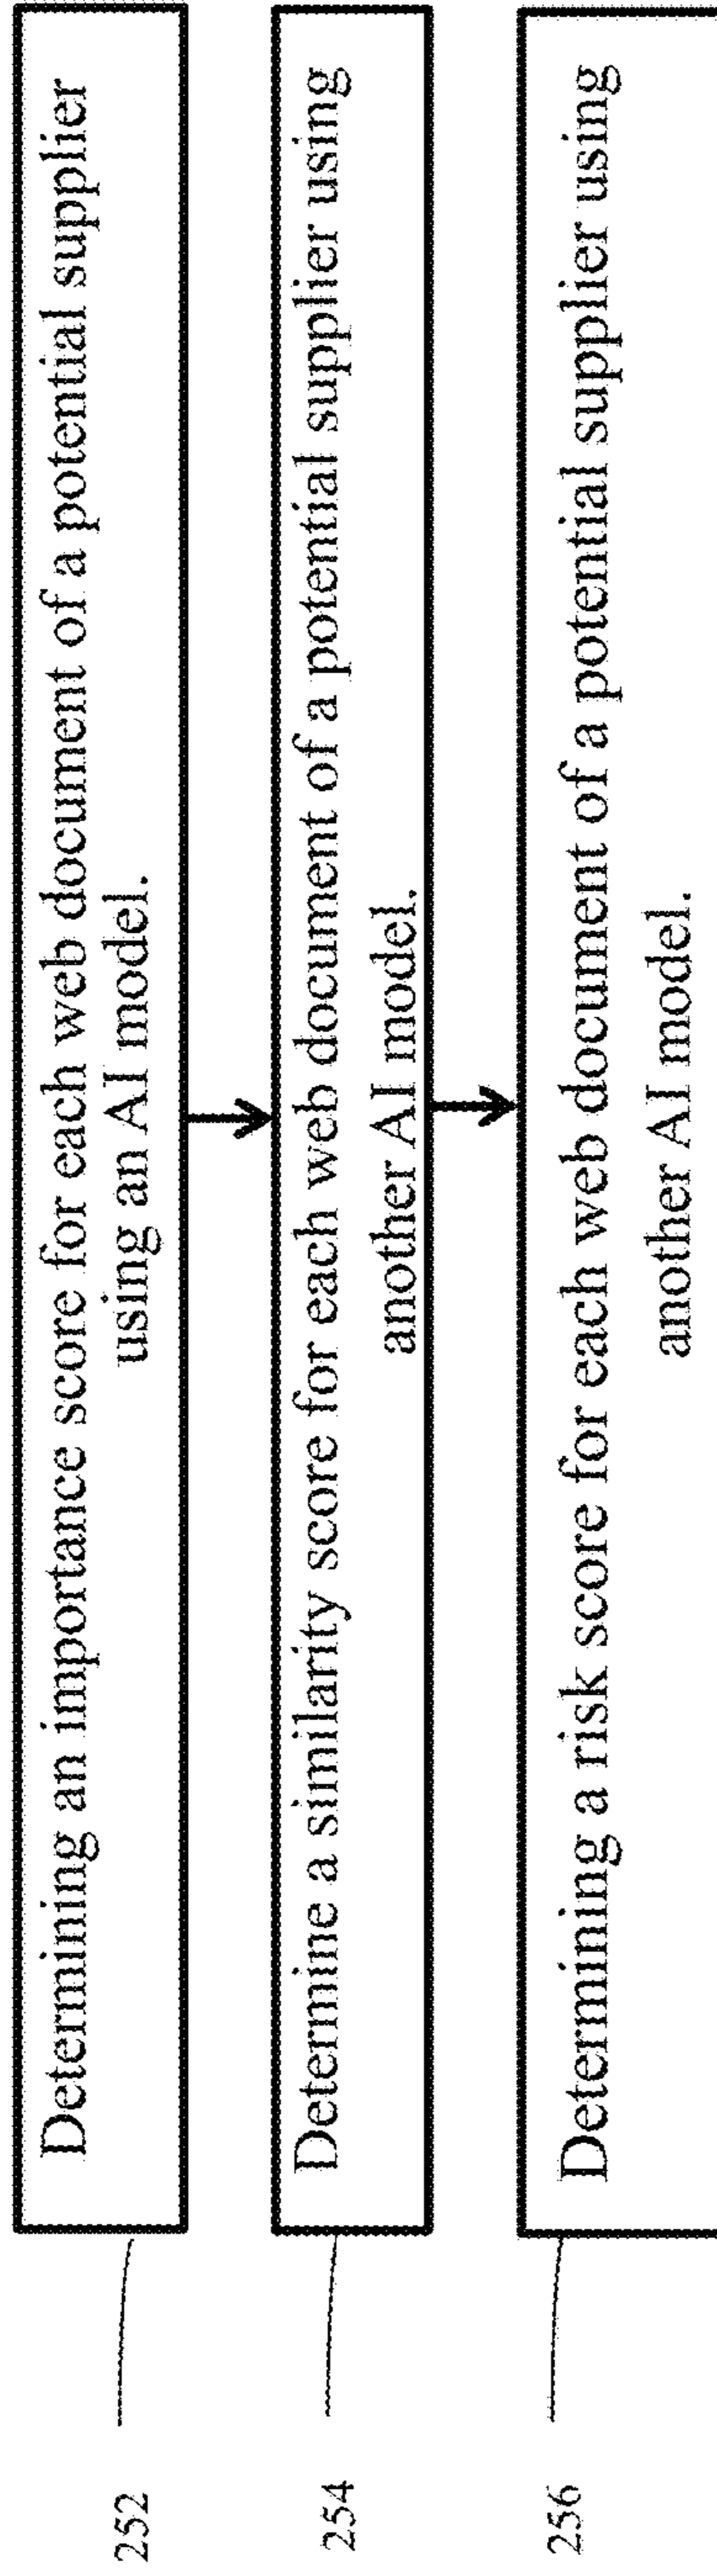 252
Determining an importance score for each web document of a potential supplier
using an AI model.
254
Determine a similarity score for each web document of a potential supplier using
another AI model.
256
Determining a risk score for each web document of a potential supplier using
another AI model.